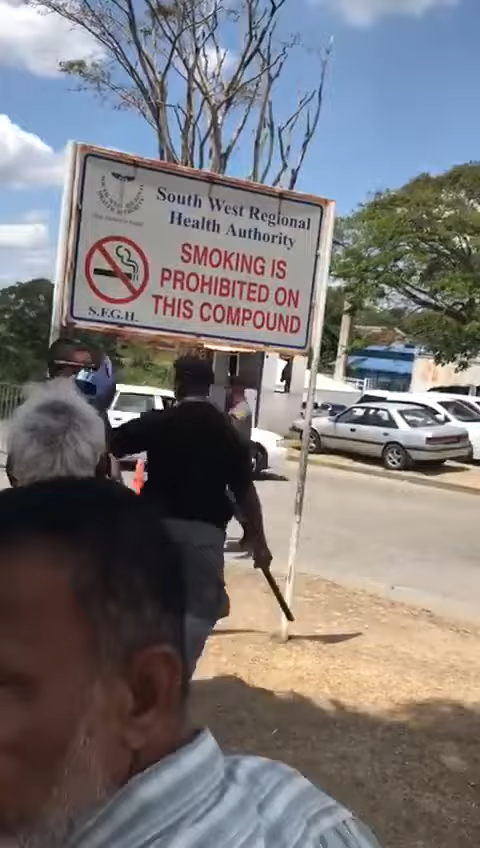 South West Regional
Health Authority
SMOKING IS
PROHIBITED ON
THIS COMPOUND
S.F.G.H.